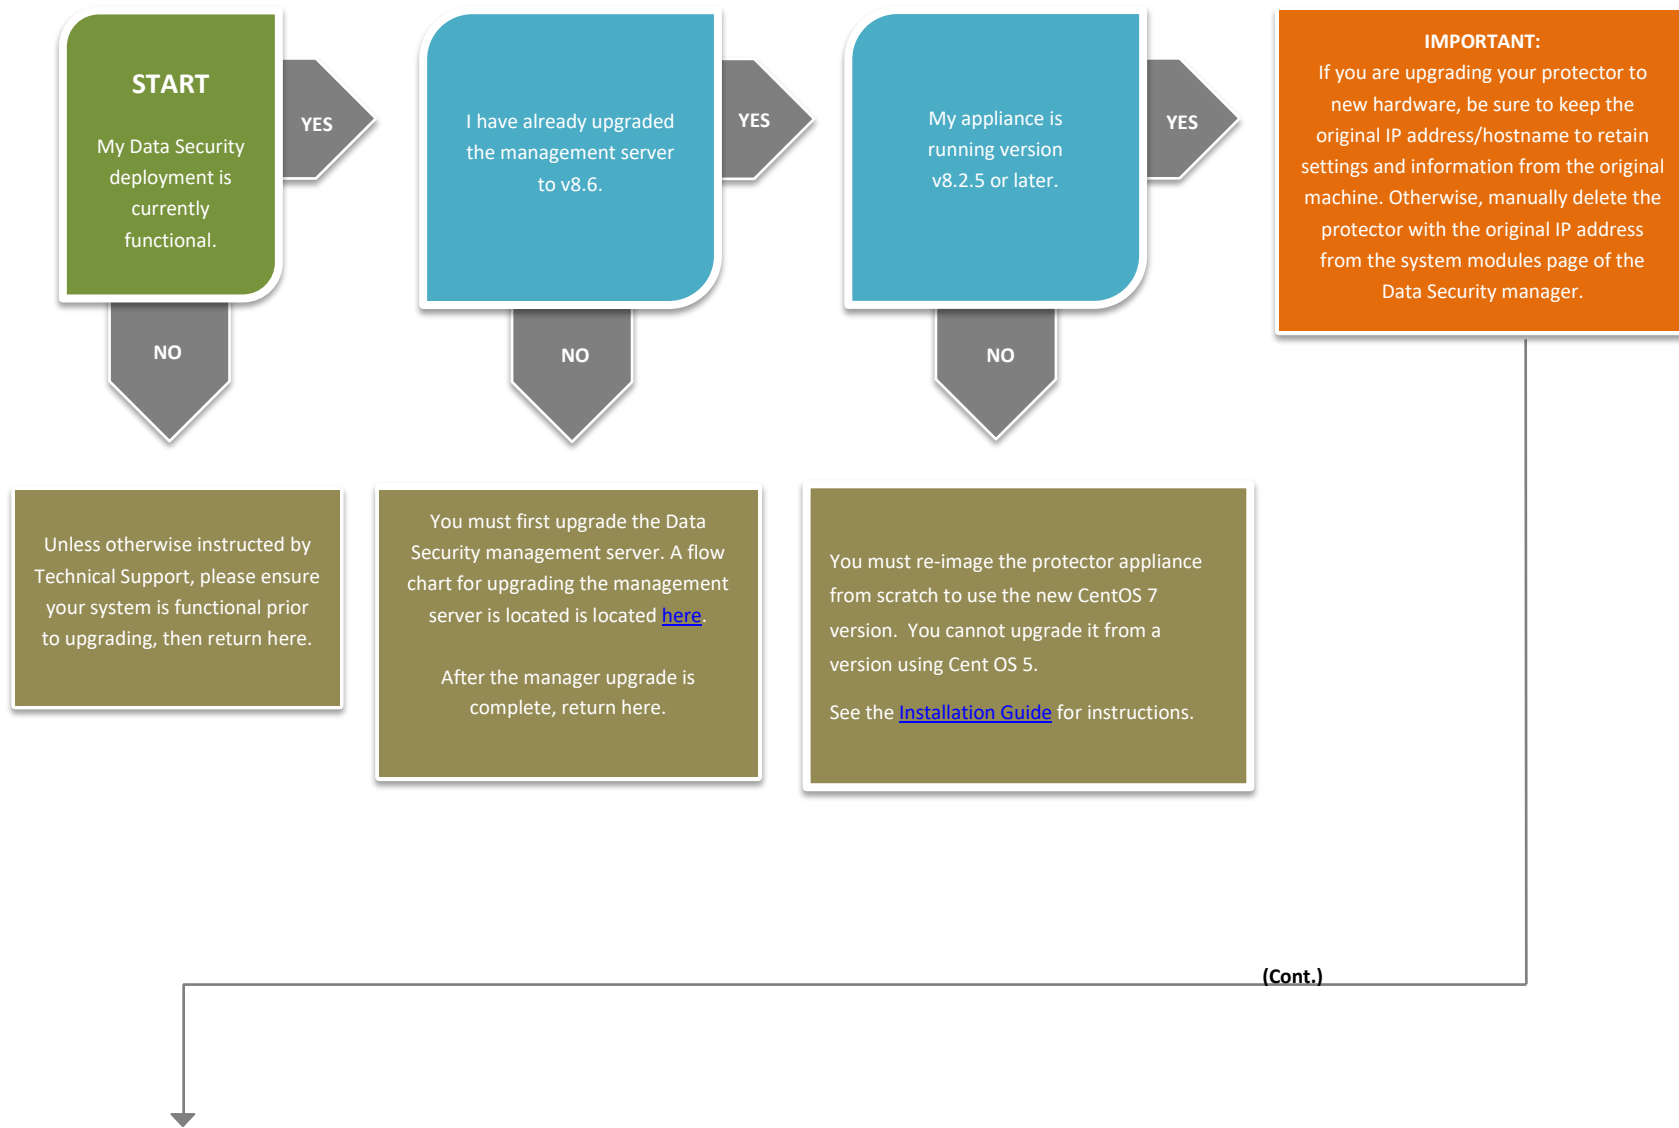 START
My Data Security
deployment is
currently
functional.
YES
NO
I have already upgraded
the management server
to v8.6.
YES
NO
My appliance is
running version
v8.2.5 or later.
YES
NO
IMPORTANT:
If you are upgrading your protector to
new hardware, be sure to keep the
original IP address/hostname to retain
settings and information from the original
machine. Otherwise, manually delete the
protector with the original IP address
from the system modules page of the
Data Security manager.
Unless otherwise instructed by
Technical Support, please ensure
your system is functional prior
to upgrading, then return here.
You must first upgrade the Data
Security management server. A flow
chart for upgrading the management
server is located is located here.
After the manager upgrade is
complete, return here.
You must re-image the protector appliance
from scratch to use the new CentOS 7
version.  You cannot upgrade it from a
version using Cent OS 5.
See the Installation Guide for instructions.
(Cont.)